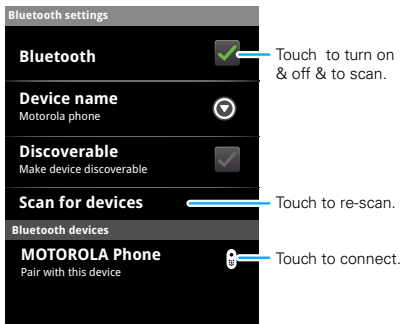 Bluetooth settings
Bluetooth
Touch to turn on
& off & to scan.
Device name
Motorola phone
Discoverable
Make device discoverable
Scan for devices
Touch to re-scan.
Bluetooth devices
MOTOROLA Phone
Pair with this device
Touch to connect.